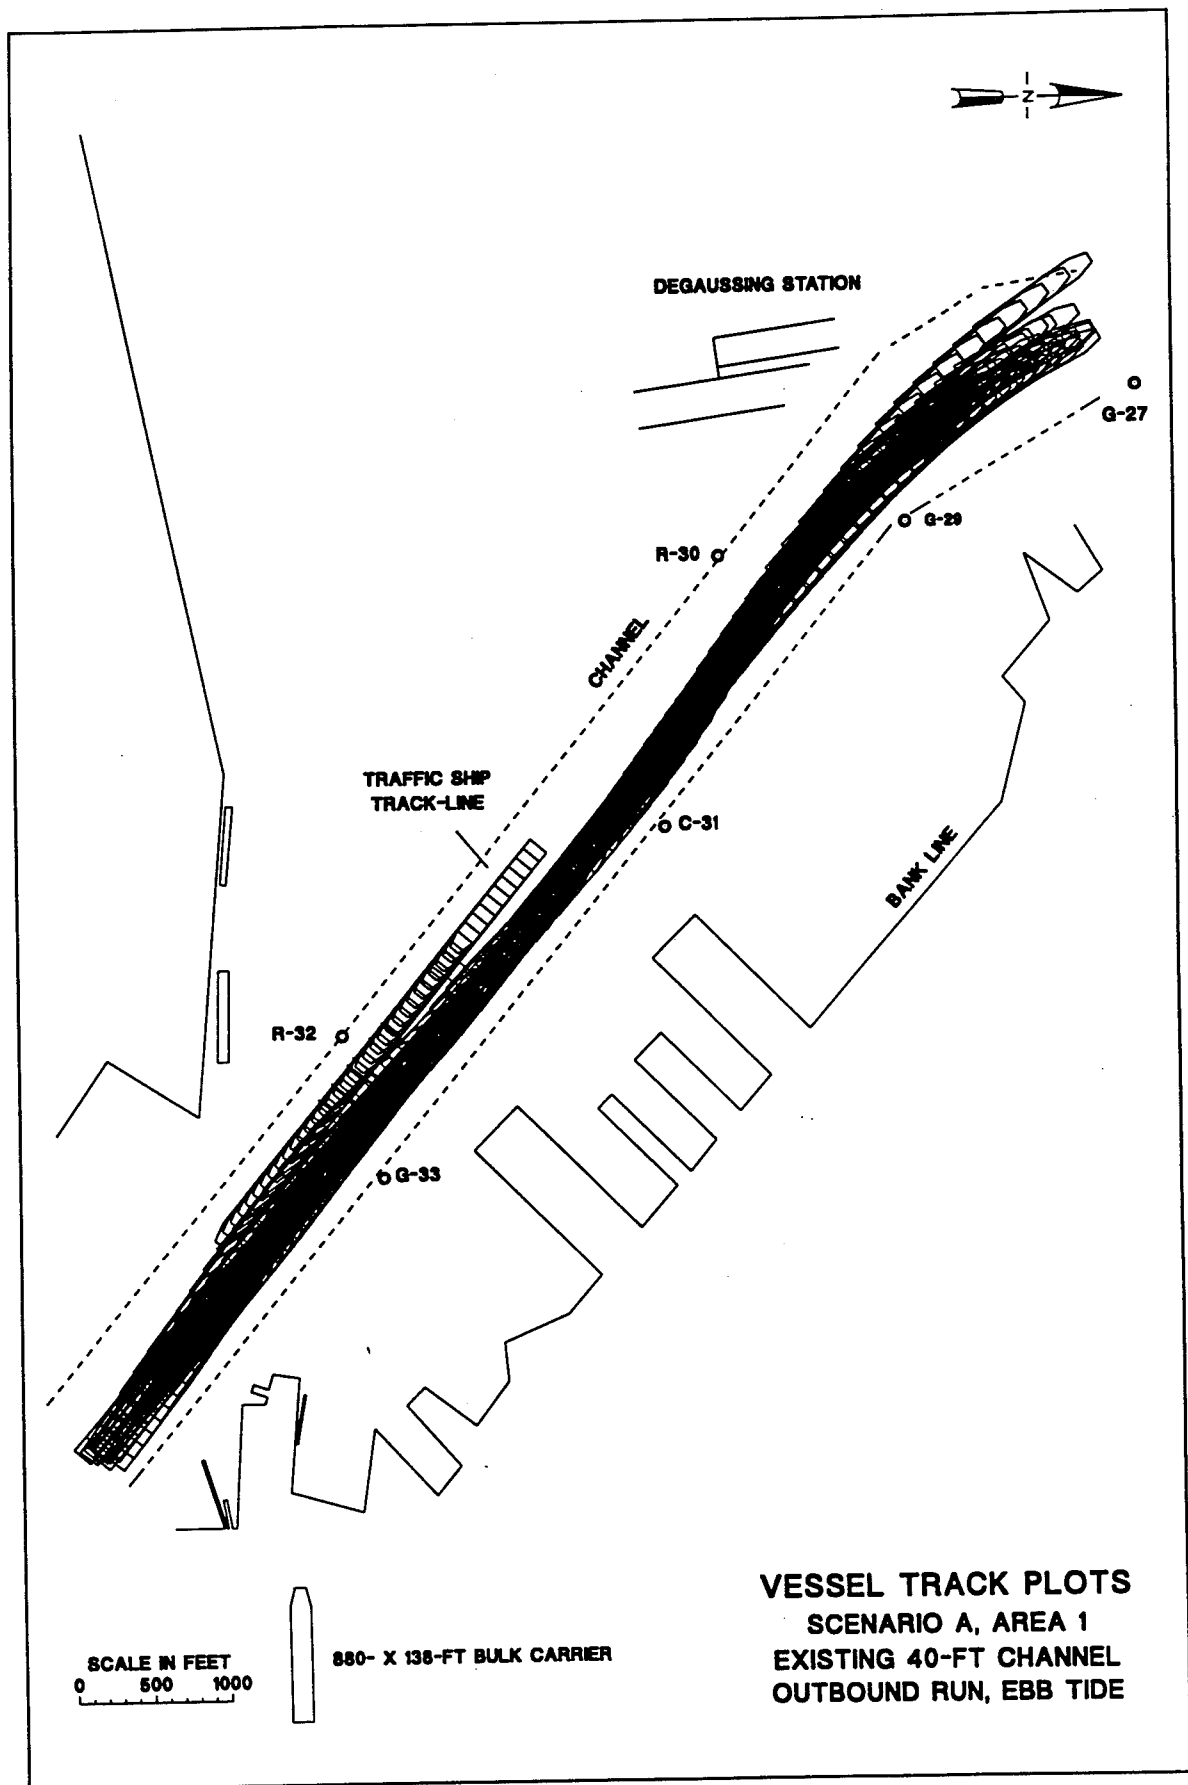 N
DEGAUSSING STATION
G-27
G-29
R-30
CHANNEL
TRAFFIC SHIP
TRACK-LINE
C-31
BANK LINE
R-32
G-33
VESSEL TRACK PLOTS
SCENARIO A, AREA 1
EXISTING 40-FT CHANNEL
OUTBOUND RUN, EBB TIDE
880- X 138-FT BULK CARRIER
SCALE IN FEET
0 500 1000